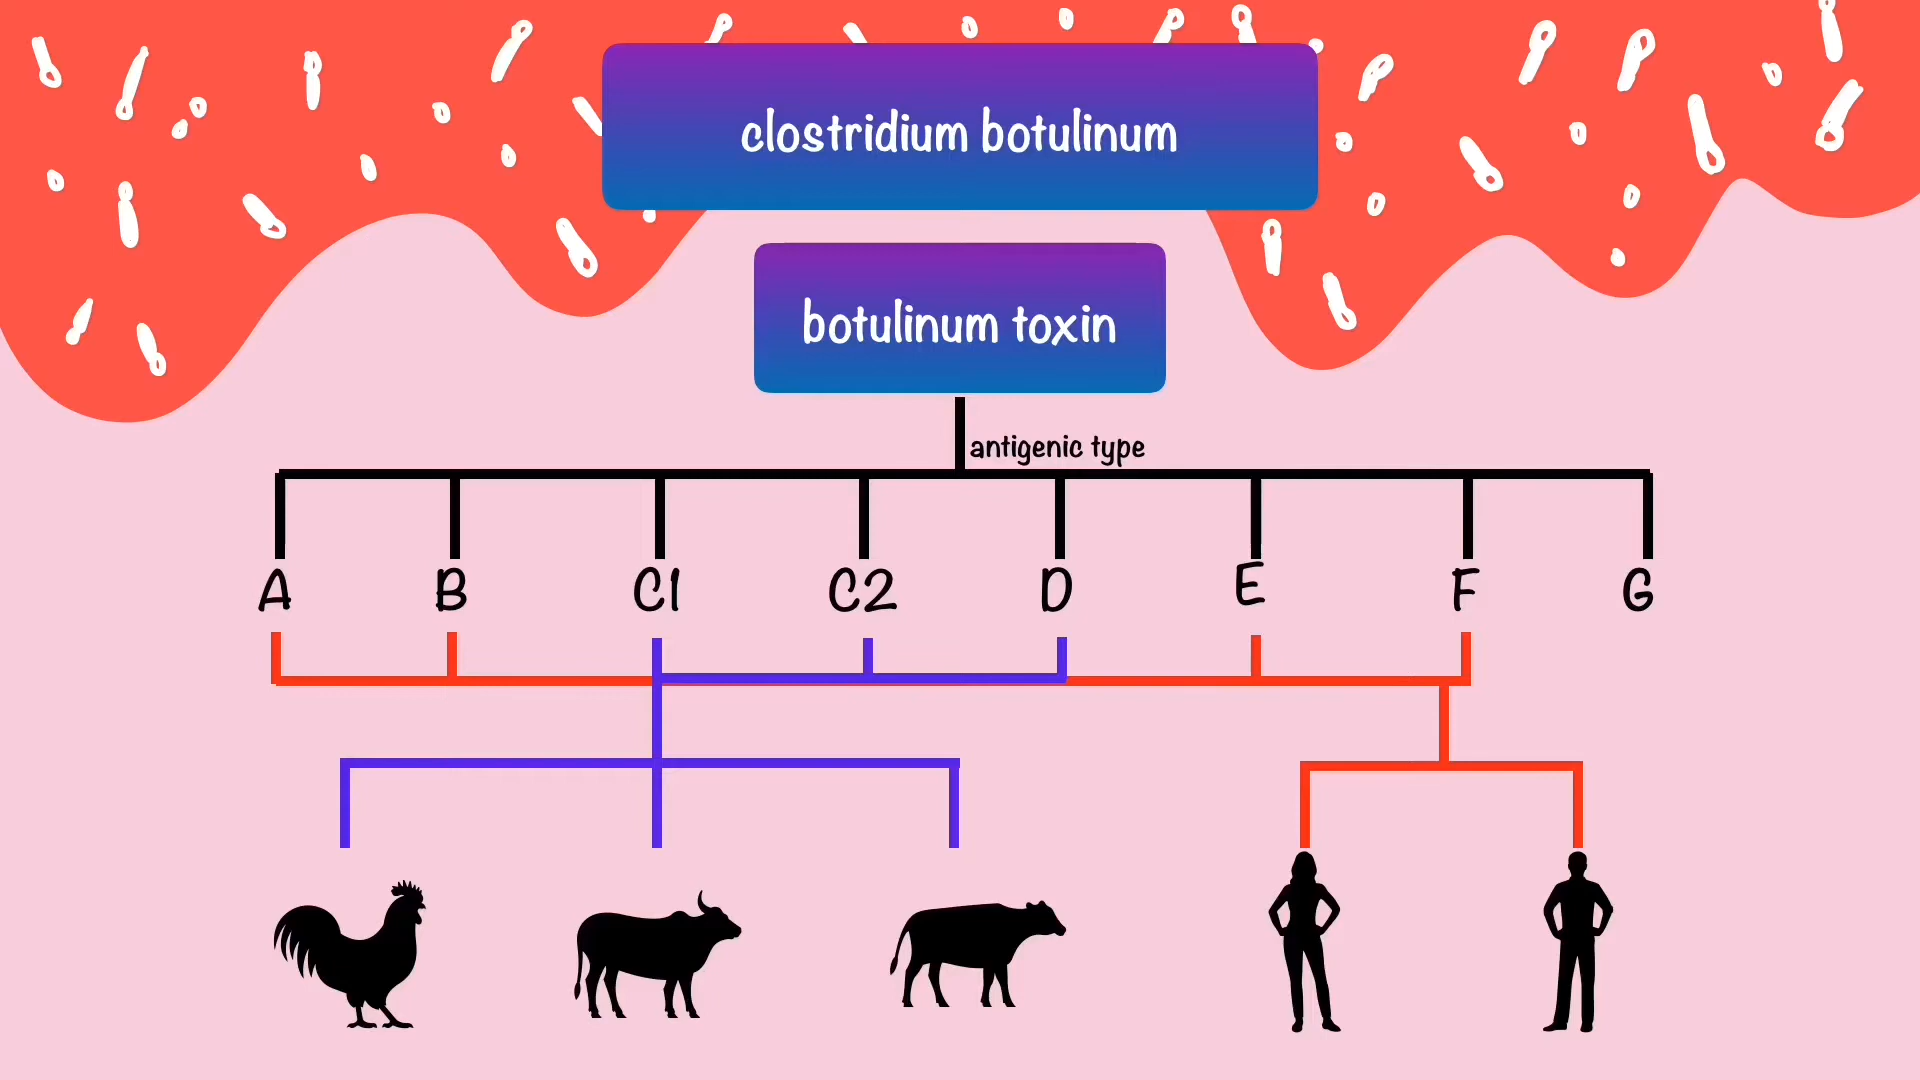 clostridium botulinum
botulinum toxin
antigenic type
A B C1 C2 D E F G